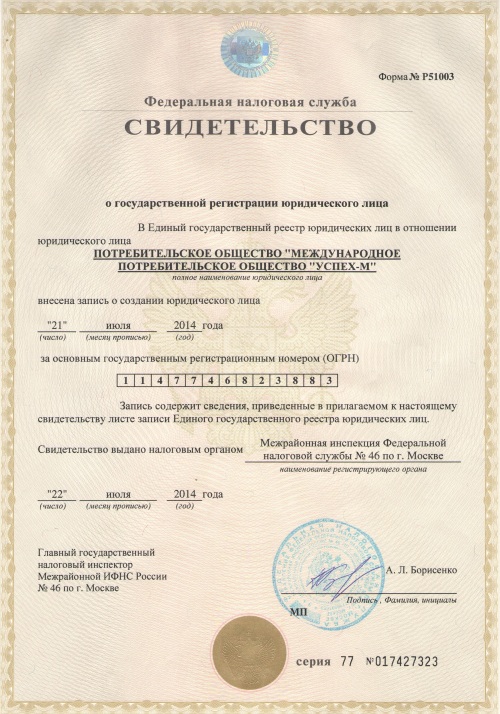 Форма № Р51003
Федеральная налоговая служба
СВИДЕТЕЛЬСТВО
о государственной регистрации юридического лица
В Единый государственный реестр юридических лиц в отношении
юридического лица
ПОТРЕБИТЕЛЬСКОЕ ОБЩЕСТВО "МЕЖДУНАРОДНОЕ
ПОТРЕБИТЕЛЬСКОЕ ОБЩЕСТВО "УСПЕХ-М"
полное наименование юридического лица
внесена запись о создании юридического лица
"21" июля 2014 года
(число) (месяц прописью) (год)
за основным государственным регистрационным номером (ОГРН)
1 1 4 7 7 4 6 8 2 3 8 8 3
Запись содержит сведения, приведенные в прилагаемом к настоящему
свидетельству листе записи Единого государственного реестра юридических лиц.
Свидетельство выдано налоговым органом Межрайонная инспекция Федеральной
налоговой службы № 46 по г. Москве
наименование регистрирующего органа
"22" июля 2014 года
(число) (месяц прописью) (год)
Главный государственный
налоговый инспектор
Межрайонной ИФНС России
№ 46 по г. Москве
А. Л. Борисенко
Подпись , Фамилия, инициалы
МП
серия 77 №017427323